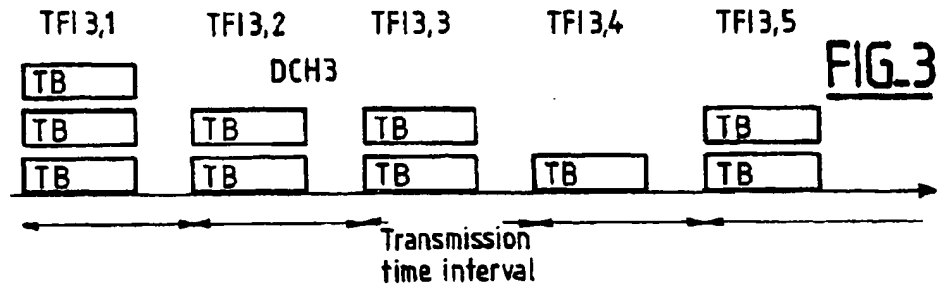 TFI 3,1 TFI 3,2 TFI 3,3 TFI 3,4 TFI 3,5
DCH3 FIG_3
TB
TB TB TB TB
TB TB TB TB TB
Transmission
time interval